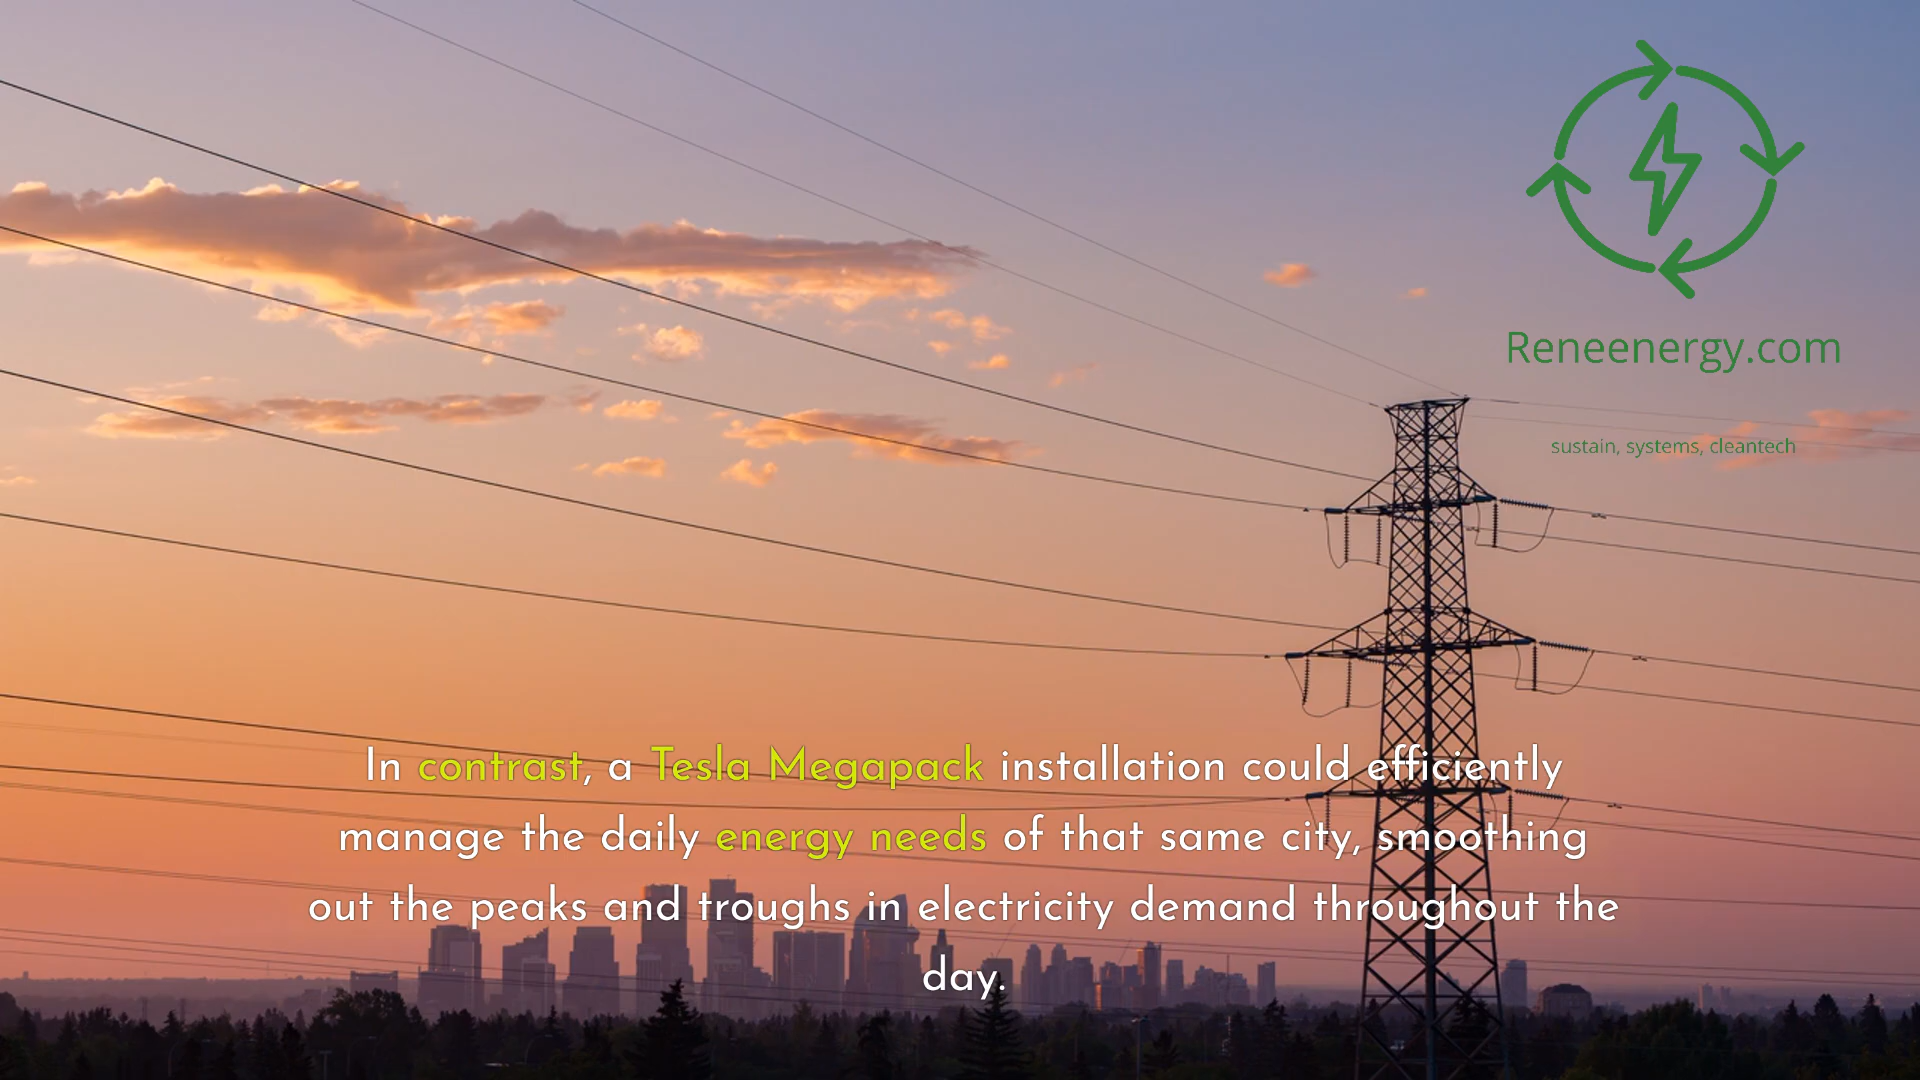 Reneenergy.com
sustain, systems, cleantech
In contrast, a Tesla Megapack installation could efficiently
manage the daily energy needs of that same city, smoothing
out the peaks and troughs in electricity demand throughout the
day.